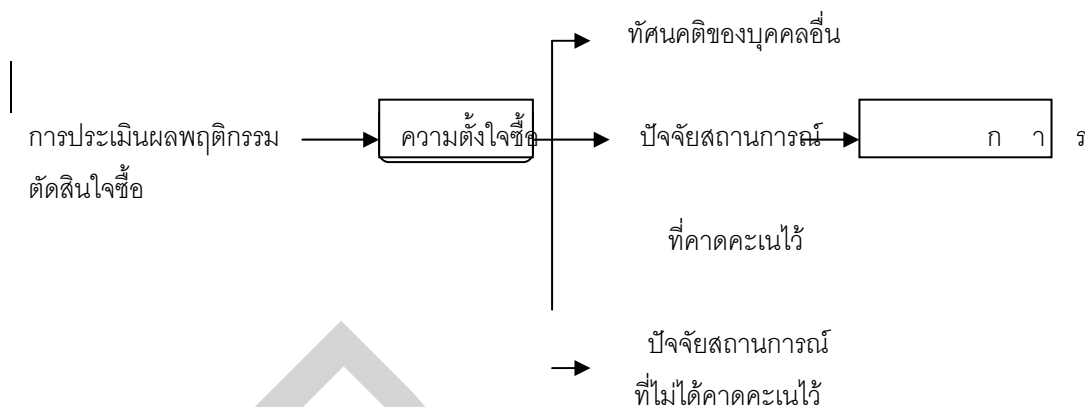 ทัศนคติของบุคคลอื่น
การประเมินผลพฤติกรรม ความตั้งใจซื้อ ปัจจัยสถานการณ์ ก า ร
ตัดสินใจซื้อ
ที่คาดคะเนไว้
ปัจจัยสถานการณ์
ที่ไม่ได้คาดคะเนไว้